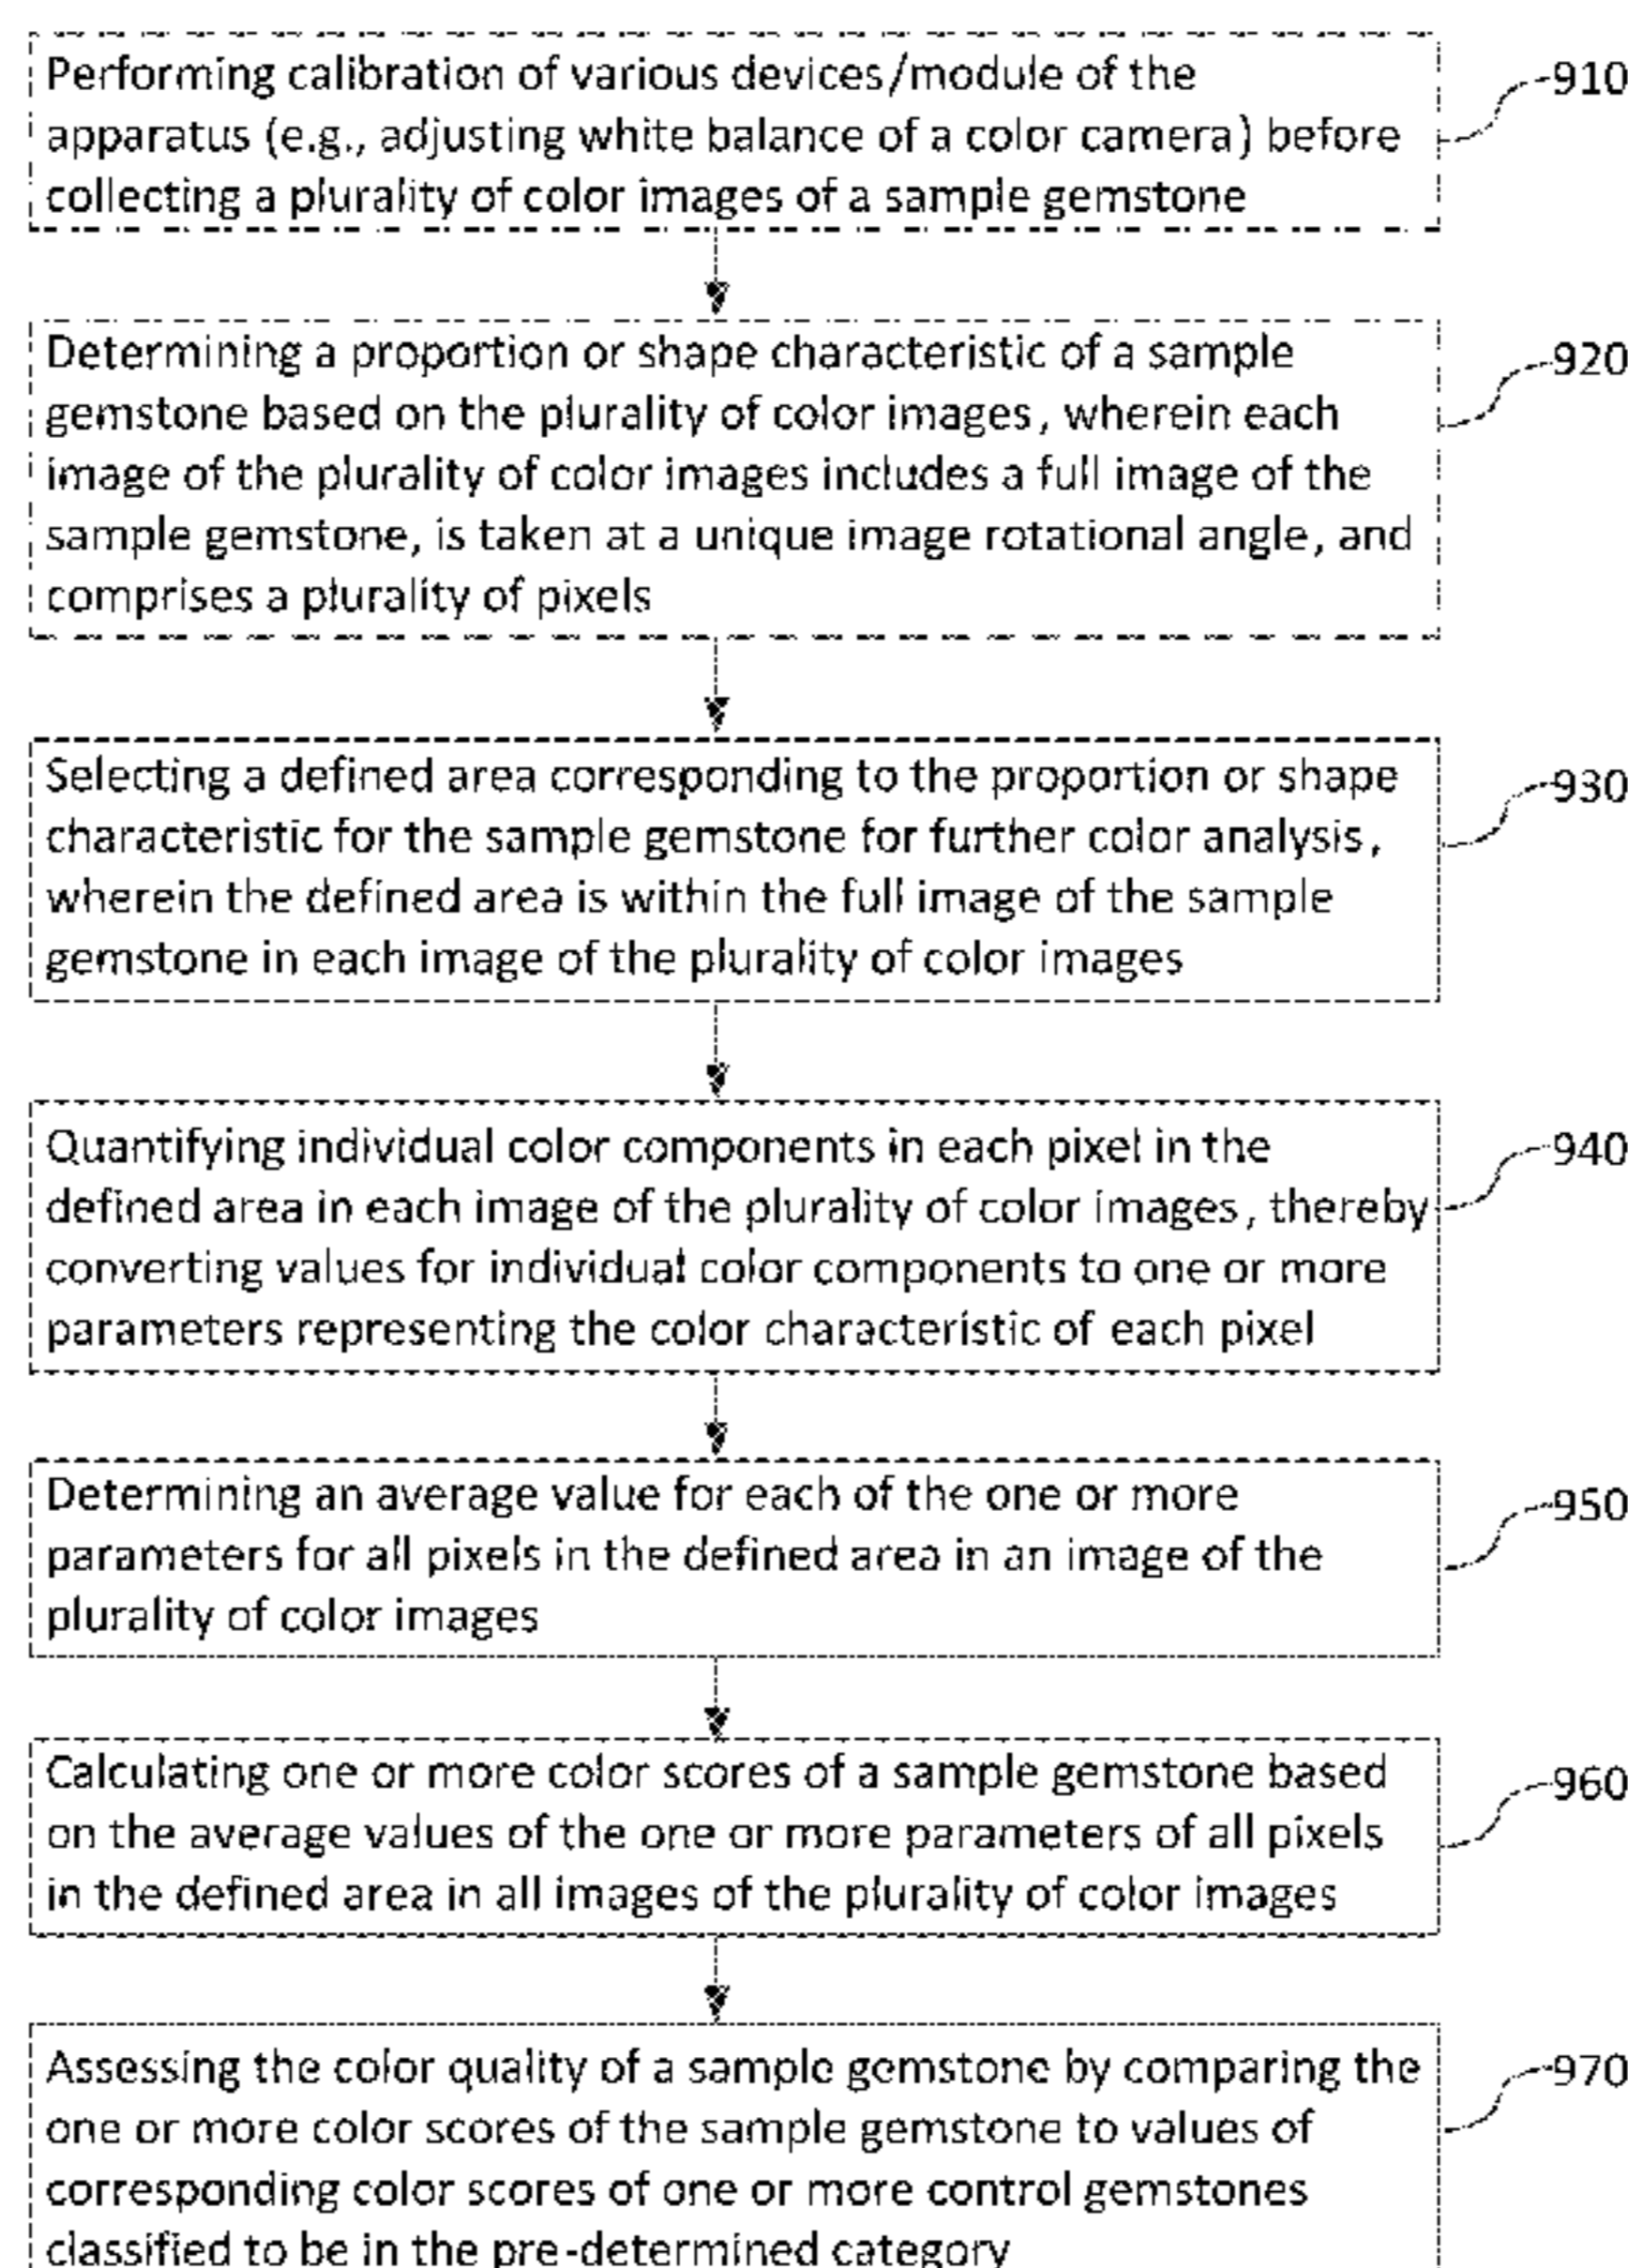 Performing calibration of various devices/module of the
apparatus (e.g., adjusting white balance of a color camera) before
collecting a plurality of color images of a sample gemstone
910
Determining a proportion or shape characteristic of a sample
gemstone based on the plurality of color images, wherein each
image of the plurality of color images includes a full image of the
sample gemstone, is taken at a unique image rotational angle, and
comprises a plurality of pixels
920
Selecting a defined area corresponding to the proportion or shape
characteristic for the sample gemstone for further color analysis,
wherein the defined area is within the full image of the sample
gemstone in each image of the plurality of color images
930
Quantifying individual color components in each pixel in the
defined area in each image of the plurality of color images, thereby
converting values for individual color components to one or more
parameters representing the color characteristic of each pixel
940
Determining an average value for each of the one or more
parameters for all pixels in the defined area in an image of the
plurality of color images
950
Calculating one or more color scores of a sample gemstone based
on the average values of the one or more parameters of all pixels
in the defined area in all images of the plurality of color images
960
Assessing the color quality of a sample gemstone by comparing the
one or more color scores of the sample gemstone to values of
corresponding color scores of one or more control gemstones
classified to be in the pre-determined category
970